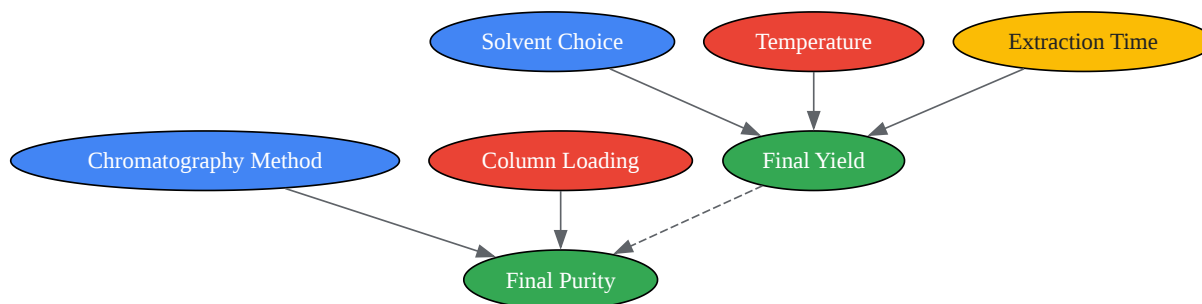 Solvent Choice
Temperature
Extraction Time
Chromatography Method
Column Loading
Final Yield
Final Purity